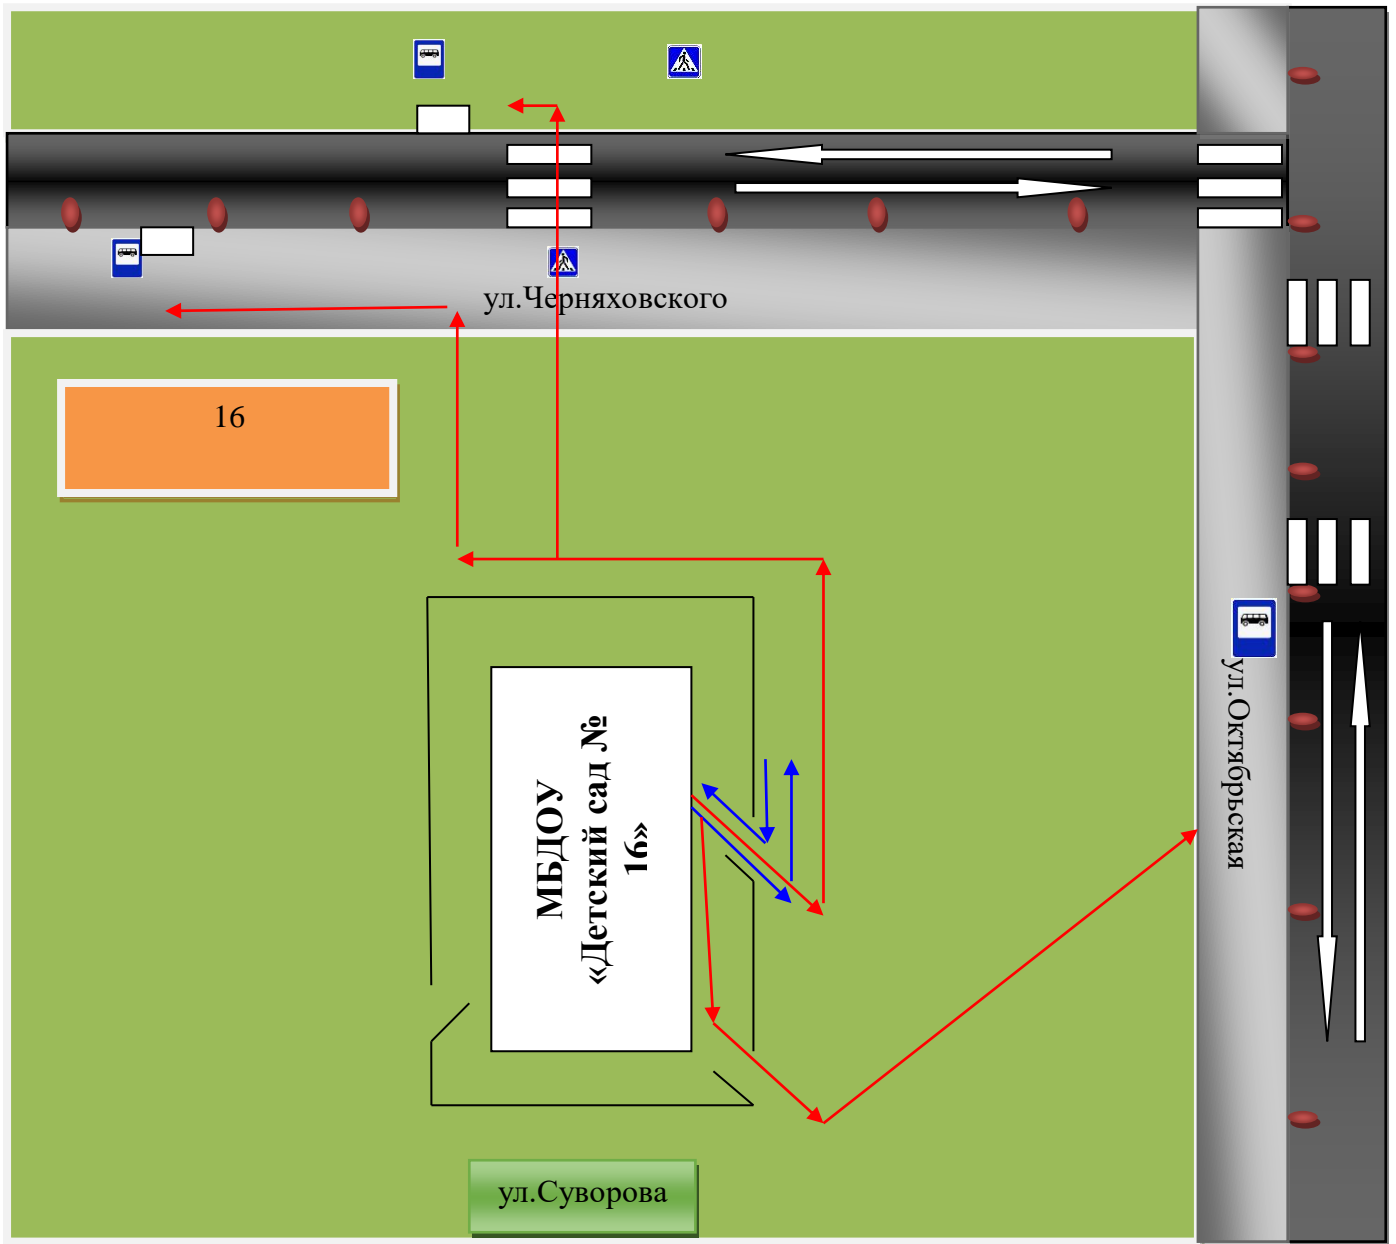 ул.Черняховского
16
МБДОУ
«Детский сад №
16»
ул.Октябрьская
ул.Суворова